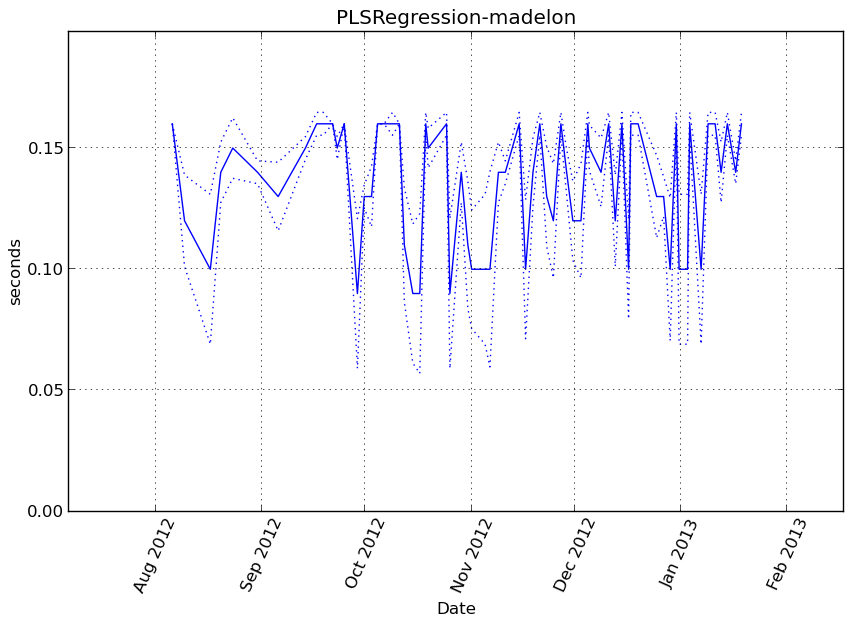 PLSRegression-madelon
seconds
0.15
0.10
0.05
0.00
Aug 2012
Sep 2012
Oct 2012
Nov 2012
Dec 2012
Jan 2013
Feb 2013
Date